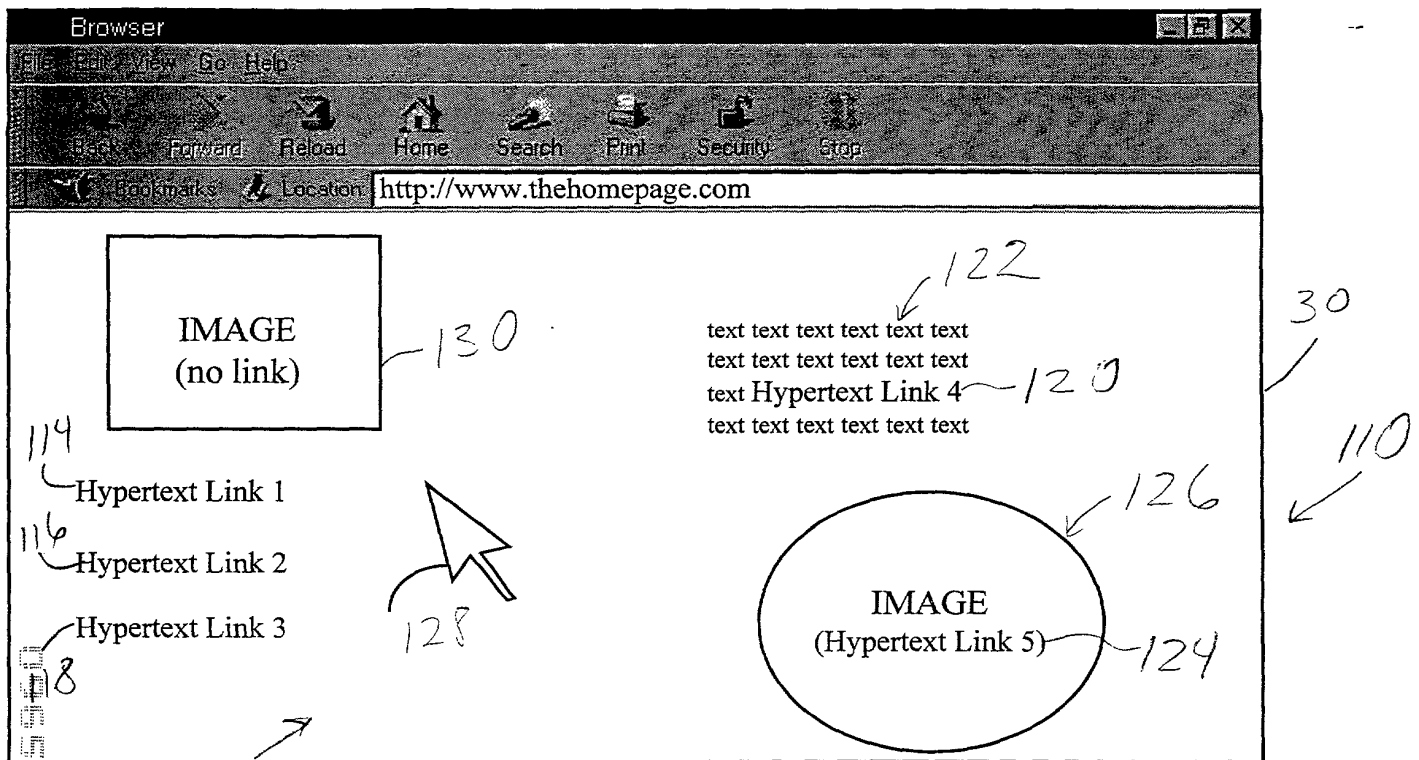 Browser
File Edit View Go Help
Back Forward Reload Home Search Print Security Stop
Bookmarks Location http://www.thehomepage.com
IMAGE
(no link)
130
122
text text text text text text
text text text text text text
text Hypertext Link 4
120
text text text text text text
30
110
114
Hypertext Link 1
116
Hypertext Link 2
118
Hypertext Link 3
128
126
IMAGE
(Hypertext Link 5)
124